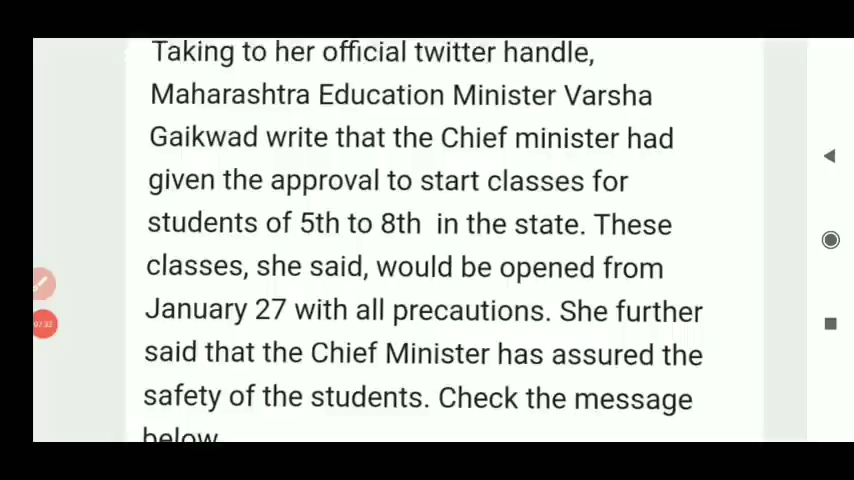 Taking to her official twitter handle,
Maharashtra Education Minister Varsha
Gaikwad write that the Chief minister had
given the approval to start classes for
students of 5th to 8th in the state. These
classes, she said, would be opened from
January 27 with all precautions. She further
said that the Chief Minister has assured the
safety of the students. Check the message
below